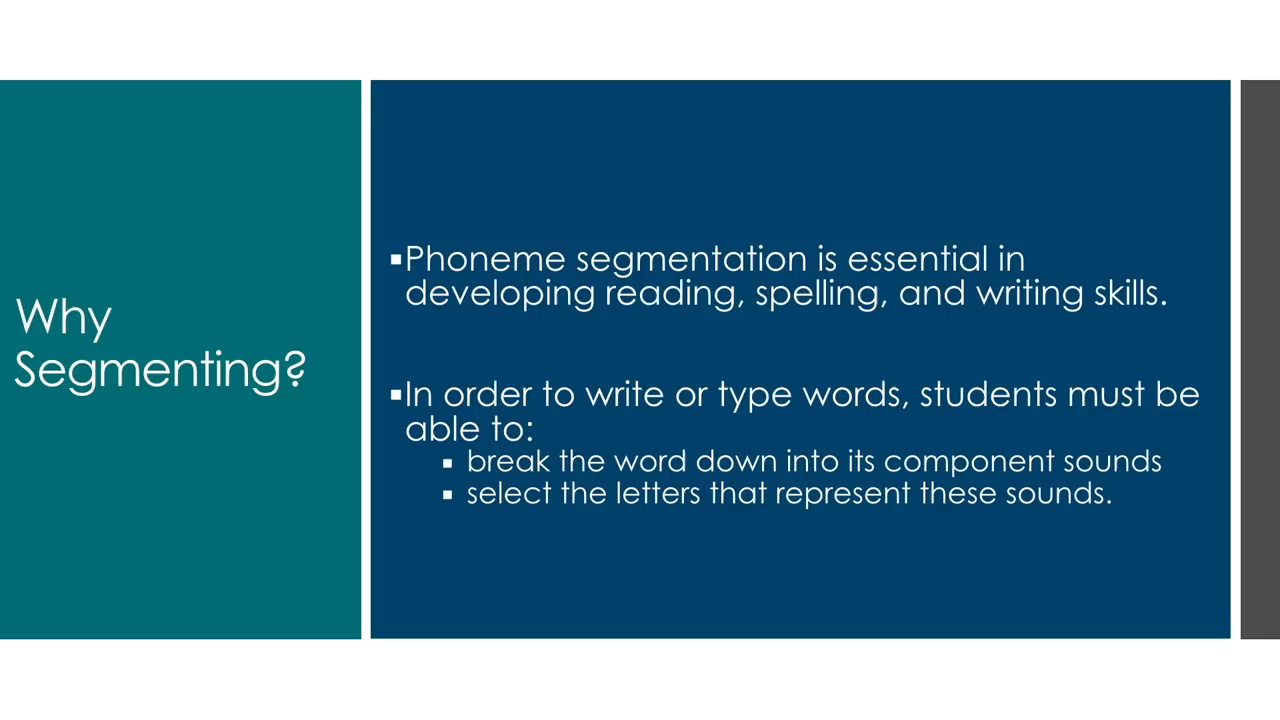 Why
Segmenting?
▪Phoneme segmentation is essential in
developing reading, spelling, and writing skills.
▪In order to write or type words, students must be
able to:
▪ break the word down into its component sounds
▪ select the letters that represent these sounds.